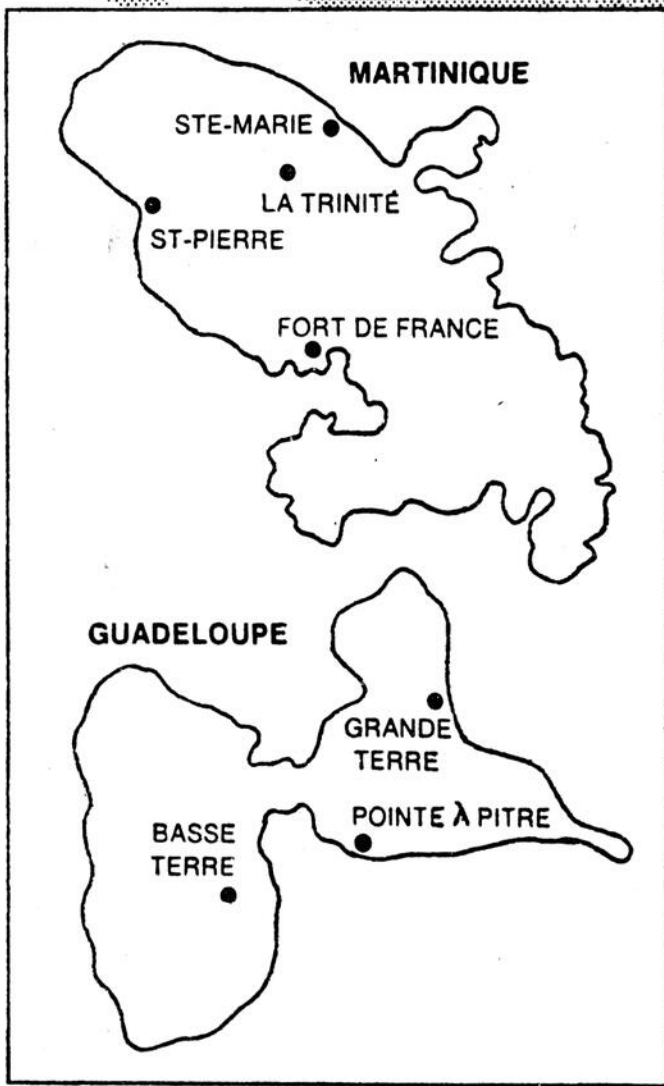 MARTINIQUE
STE-MARIE
LA TRINITÉ
ST-PIERRE
FORT DE FRANCE
GUADELOUPE
GRANDE
TERRE
POINTE À PITRE
BASSE
TERRE